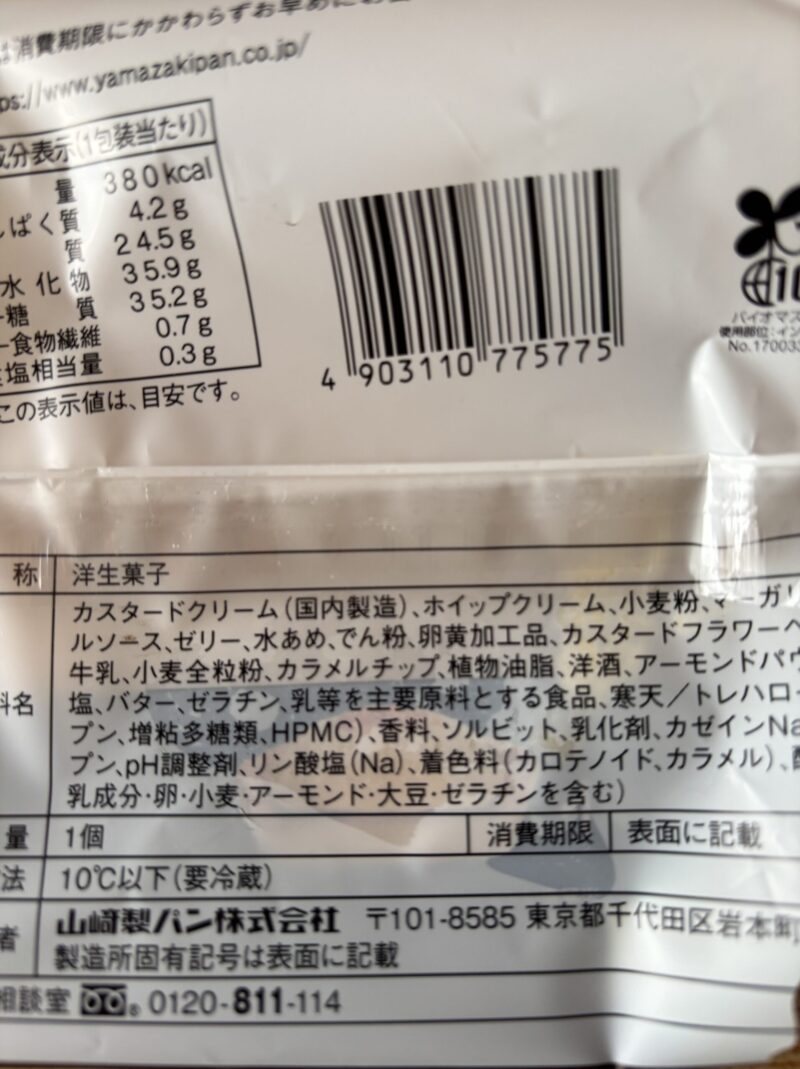 は消費期限にかかわらずお早めにお
ps://www.yamazakipan.co.jp/
成分表示(1包装当たり)
量 380kcal
しぱく質 4.2g
質 24.5g
水化物 35.9g
-糖質 35.2g
-食物繊維 0.7g
塩相当量 0.3g
この表示値は、目安です。
4 903110 775775
バイオマス
使用部位:イン
No.17003
称 洋生菓子
料名 カスタードクリーム(国内製造)、ホイップクリーム、小麦粉、マーガリ
ルソース、ゼリー、水あめ、でん粉、卵黄加工品、カスタードフラワーペ
牛乳、小麦全粒粉、カラメルチップ、植物油脂、洋酒、アーモンドパウ
塩、バター、ゼラチン、乳等を主要原料とする食品、寒天/トレハロー
プン、増粘多糖類、HPMC)、香料、ソルビット、乳化剤、カゼインNa
プン、pH調整剤、リン酸塩(Na)、着色料(カロテノイド、カラメル)、
乳成分・卵・小麦・アーモンド・大豆・ゼラチンを含む)
量 1個 消費期限 表面に記載
法 10℃以下(要冷蔵)
者 山崎製パン株式会社 〒101-8585 東京都千代田区岩本町
製造所固有記号は表面に記載
相談室 0120-811-114